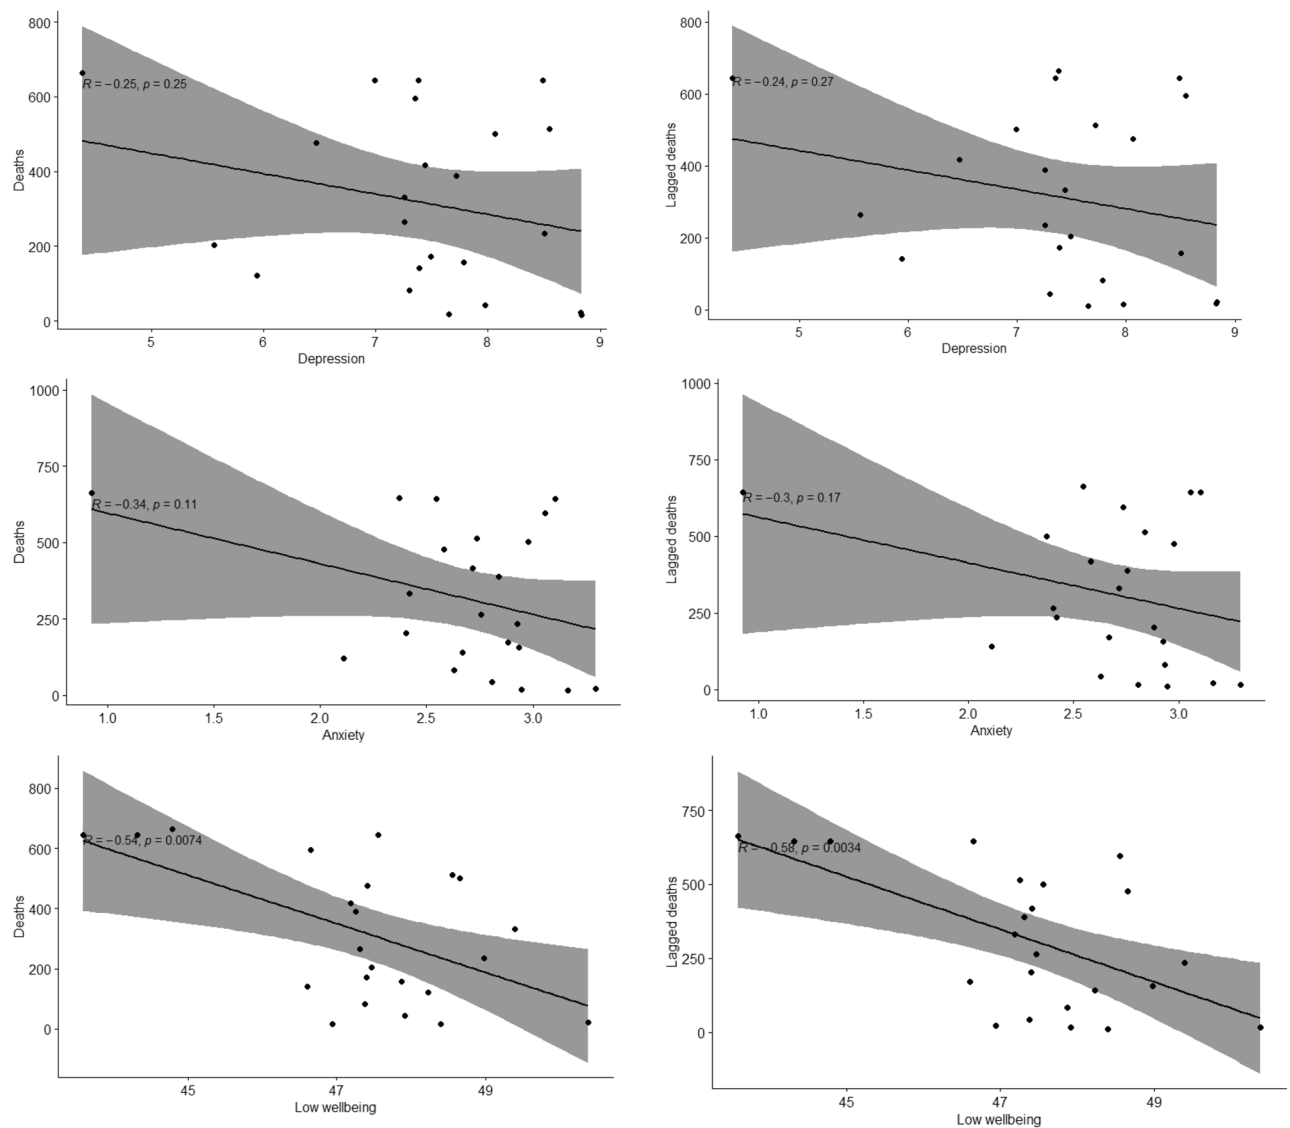 800
600
400
200
0
Deaths
R = −0.25, p = 0.25
5 6 7 8 9
Depression
800
600
400
200
0
Lagged deaths
R = −0.24, p = 0.27
5 6 7 8 9
Depression
1000
750
500
250
0
Deaths
R = −0.34, p = 0.11
1.0 1.5 2.0 2.5 3.0
Anxiety
1000
750
500
250
0
Lagged deaths
R = −0.3, p = 0.17
1.0 1.5 2.0 2.5 3.0
Anxiety
800
600
400
200
0
Deaths
R = −0.54, p = 0.0074
45 47 49
Low wellbeing
750
500
250
0
Lagged deaths
R = −0.58, p = 0.0034
45 47 49
Low wellbeing